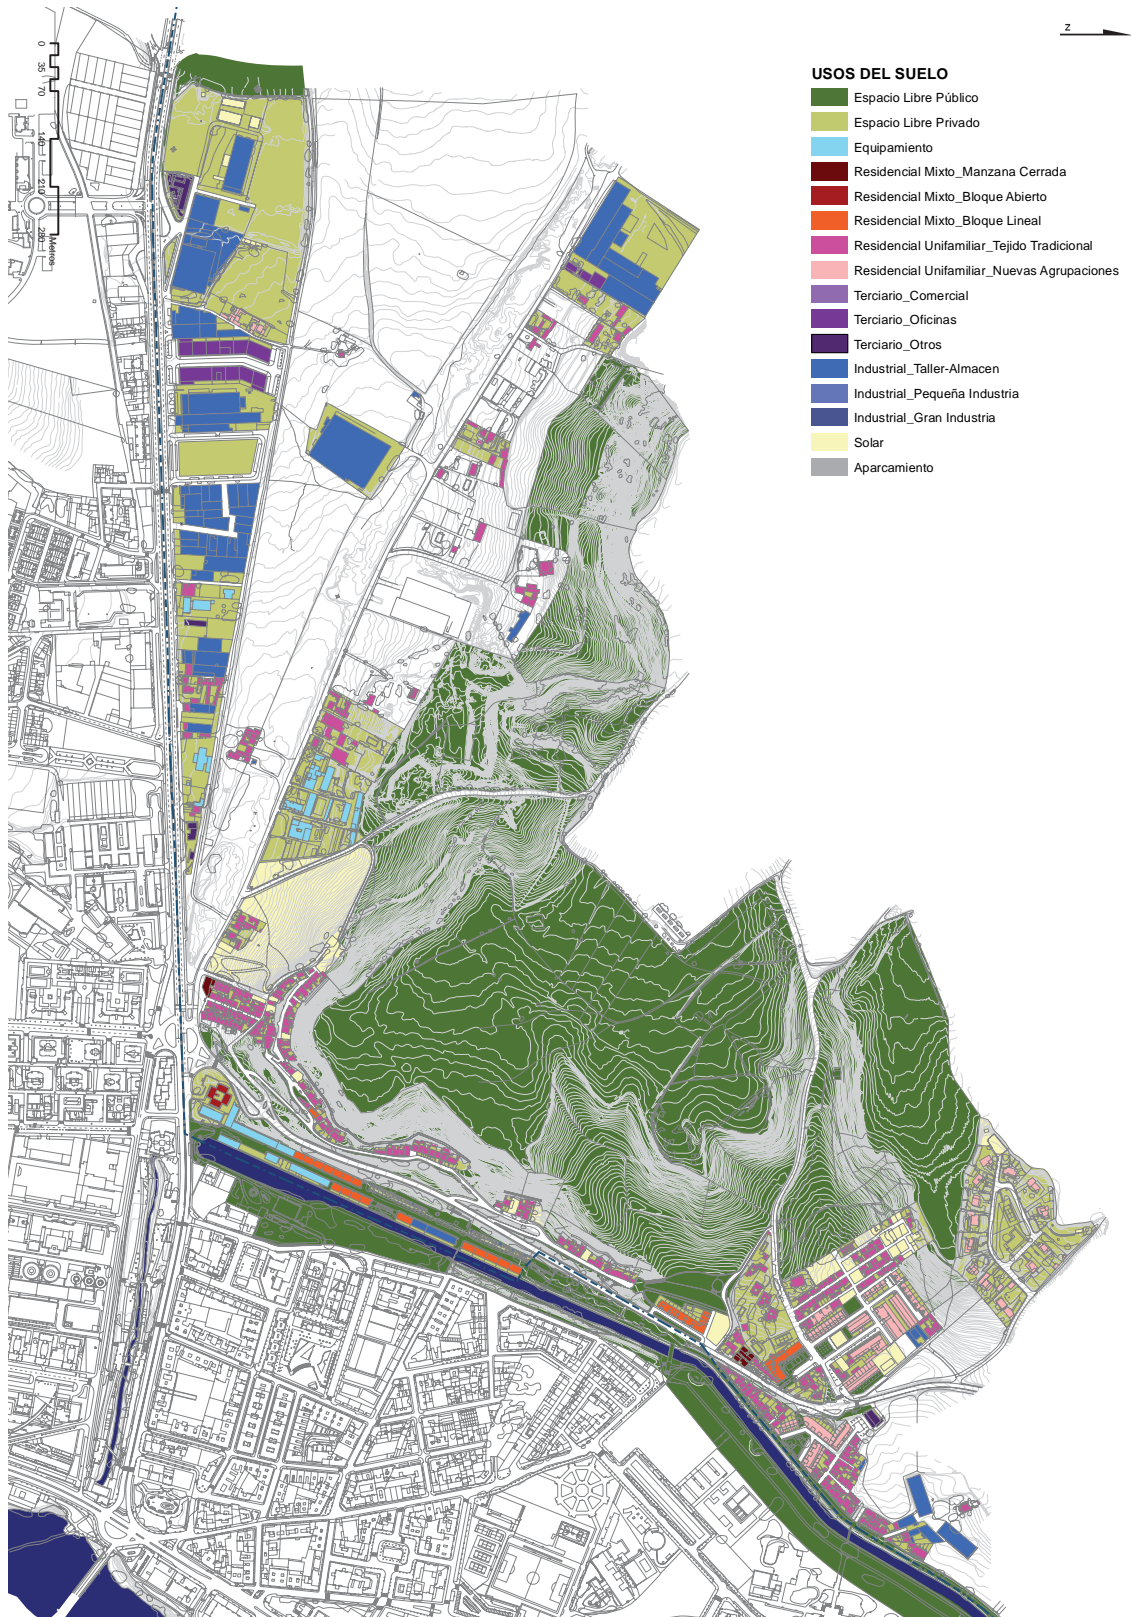 Z
USOS DEL SUELO
Espacio Libre Público
Espacio Libre Privado
Equipamiento
Residencial Mixto_Manzana Cerrada
Residencial Mixto_Bloque Abierto
Residencial Mixto_Bloque Lineal
Residencial Unifamiliar_Tejido Tradicional
Residencial Unifamiliar_Nuevas Agrupaciones
Terciario_Comercial
Terciario_Oficinas
Terciario_Otros
Industrial_Taller-Almacen
Industrial_Pequeña Industria
Industrial_Gran Industria
Solar
Aparcamiento
0 35 70 140 210 280
Metros